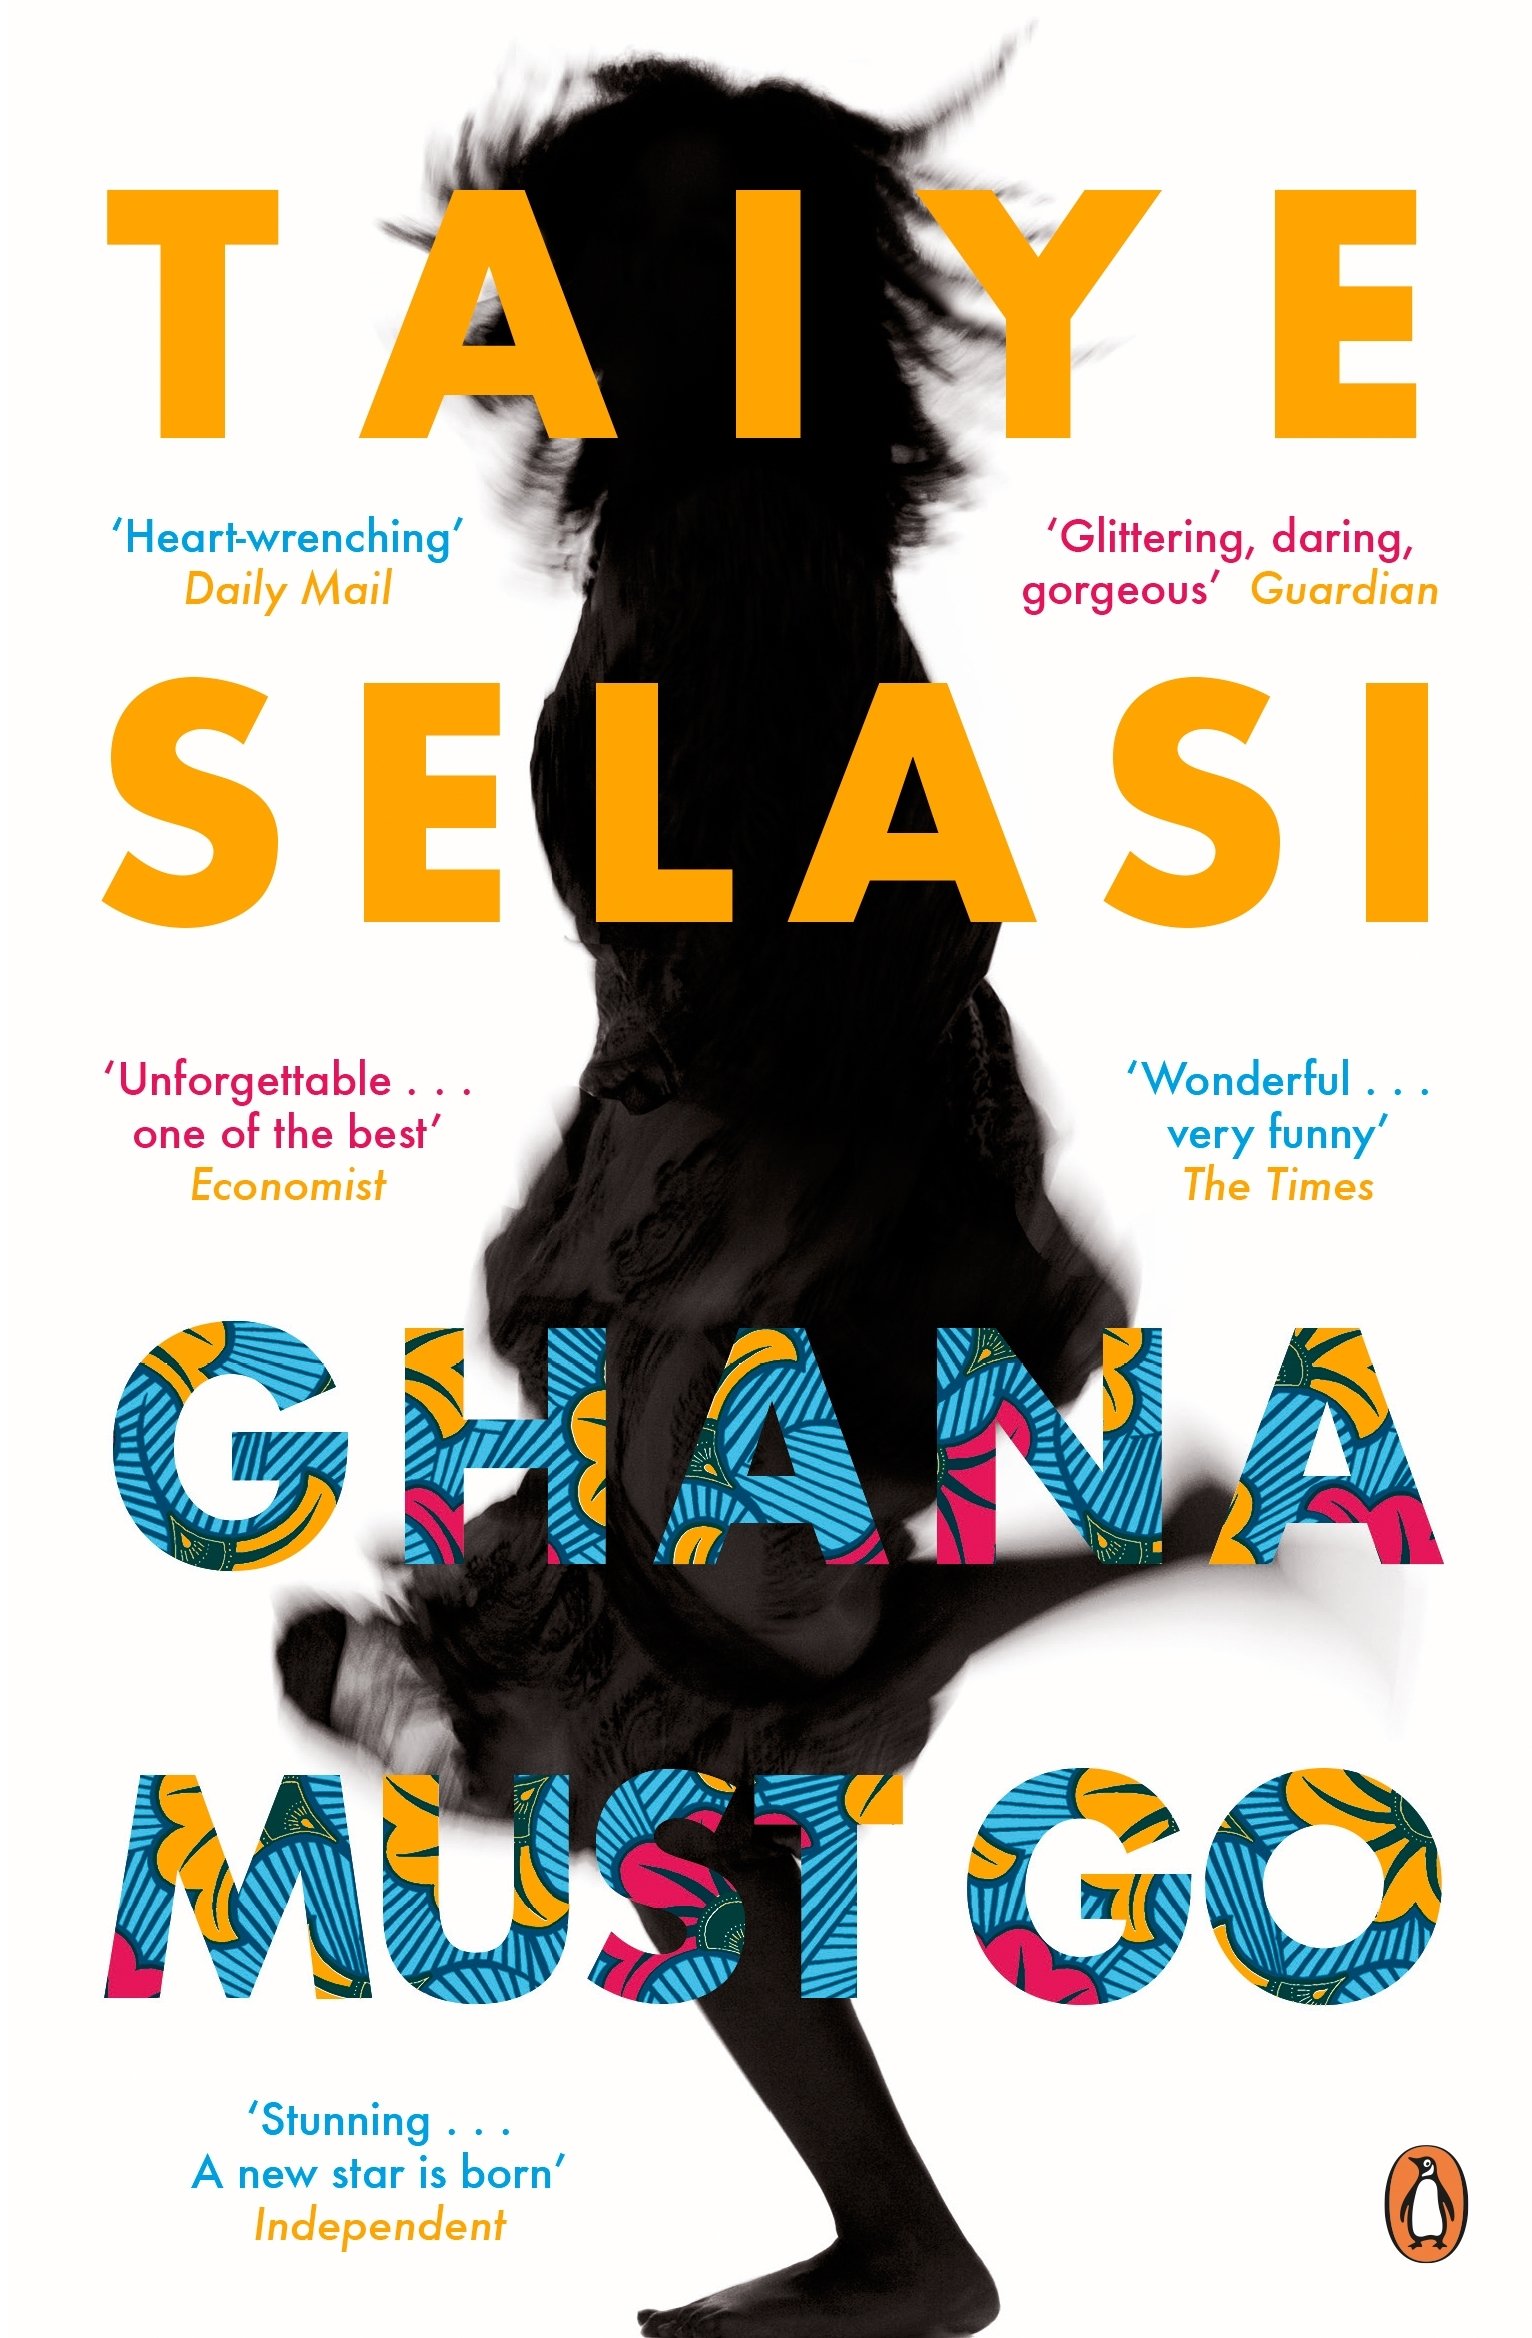 TAIYE
‘Heart-wrenching’
Daily Mail
‘Glittering, daring,
gorgeous’ Guardian
SELASI
‘Unforgettable . . .
one of the best’
Economist
‘Wonderful . . .
very funny’
The Times
GHANA
MUST GO
‘Stunning . . .
A new star is born’
Independent